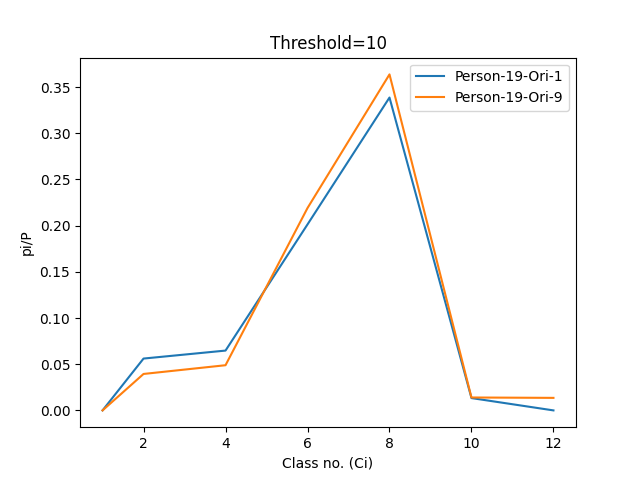 Threshold=10
Person-19-Ori-1
Person-19-Ori-9
pi/P
0.35
0.30
0.25
0.20
0.15
0.10
0.05
0.00
2 4 6 8 10 12
Class no. (Ci)